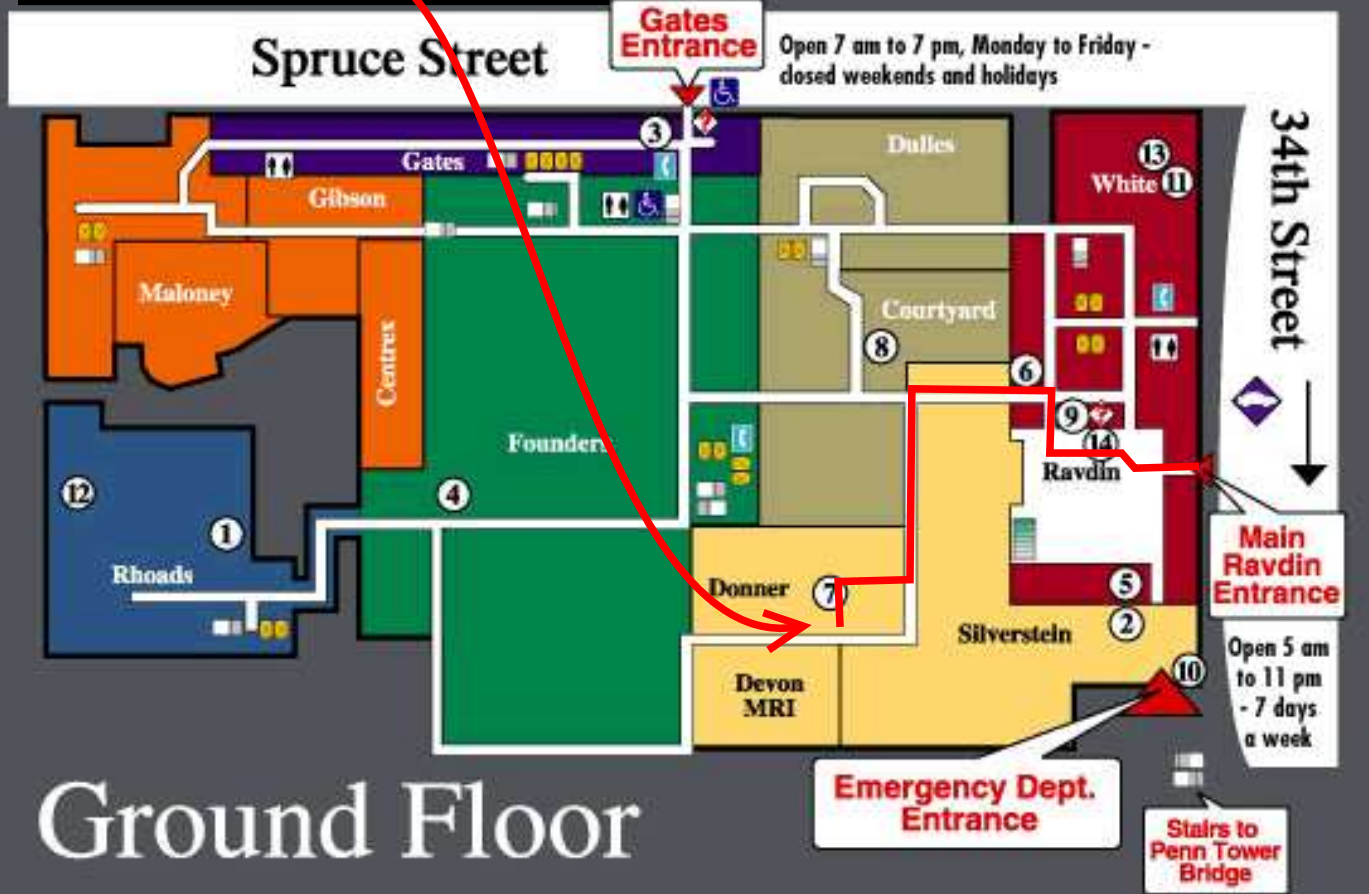 Gates
Entrance
Spruce Street
Open 7 am to 7 pm, Monday to Friday -
closed weekends and holidays
34th Street
3
Gates
Dulles
13
White 11
Gibson
Maloney
Centrex
Courtyard
8
6
9
14
Ravdin
Founders
12
4
1
Rhoads
Main
Ravdin
Entrance
Donner
7
5
2
Silverstein
Open 5 am
to 11 pm
- 7 days
a week
10
Devon
MRI
Emergency Dept.
Entrance
Ground Floor
Stairs to
Penn Tower
Bridge